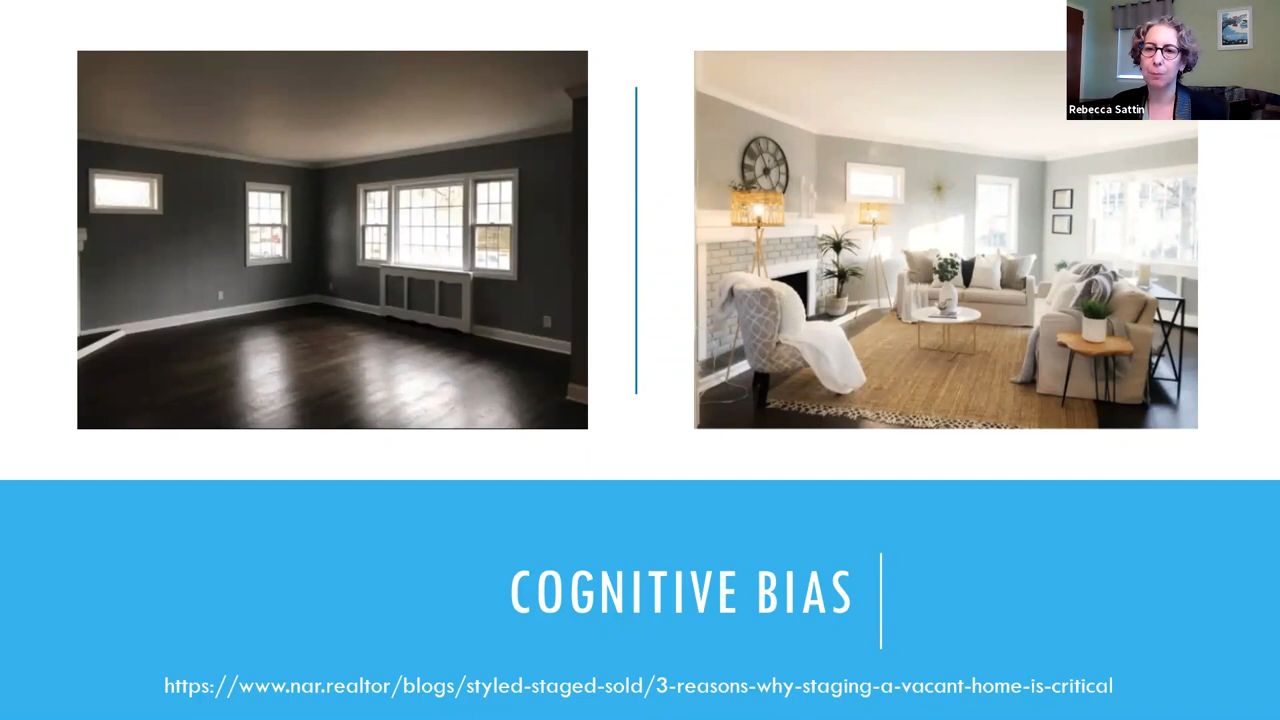 Rebecca Sattin
COGNITIVE BIAS
https://www.nar.realtor/blogs/styled-staged-sold/3-reasons-why-staging-a-vacant-home-is-critical